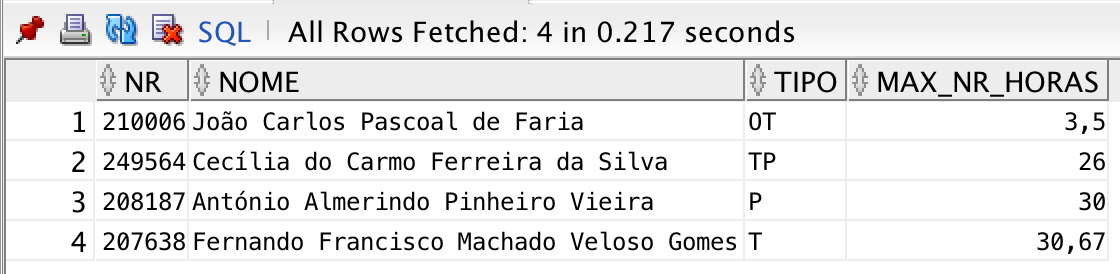 SQL | All Rows Fetched: 4 in 0.217 seconds
NR NOME TIPO MAX_NR_HORAS
1 210006 João Carlos Pascoal de Faria OT 3,5
2 249564 Cecília do Carmo Ferreira da Silva TP 26
3 208187 António Almerindo Pinheiro Vieira P 30
4 207638 Fernando Francisco Machado Veloso Gomes T 30,67